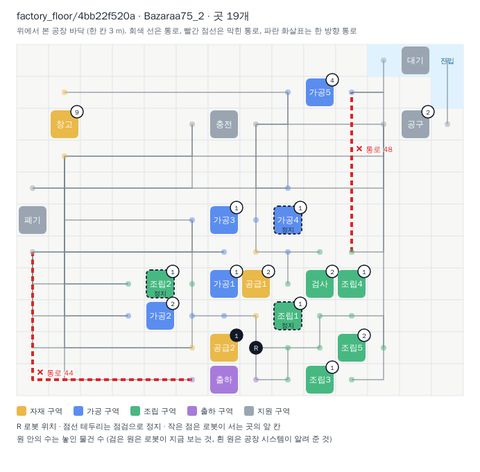 factory_floor/4bb22f520a · Bazaraa75_2 · 곳 19개
위에서 본 공장 바닥 (한 칸 3 m). 회색 선은 통로, 빨간 점선은 막힌 통로, 파란 화살표는 한 방향 통로
대기
진입
가공5 4
창고 9
충전
공구 2
✕ 통로 48
폐기
가공3 1
가공4 1
정지
조립2 1
정지
가공1 1
공급1 2
검사 2
조립4 1
가공2 2
조립1 1
정지
공급2 1
R
조립5 2
✕ 통로 44
출하
조립3 1
자재 구역
가공 구역
조립 구역
출하 구역
지원 구역
R 로봇 위치 · 점선 테두리는 점검으로 정지 · 작은 점은 로봇이 서는 곳의 앞 칸
원 안의 수는 놓인 물건 수 (검은 원은 로봇이 지금 보는 것, 흰 원은 공장 시스템이 알려 준 것)